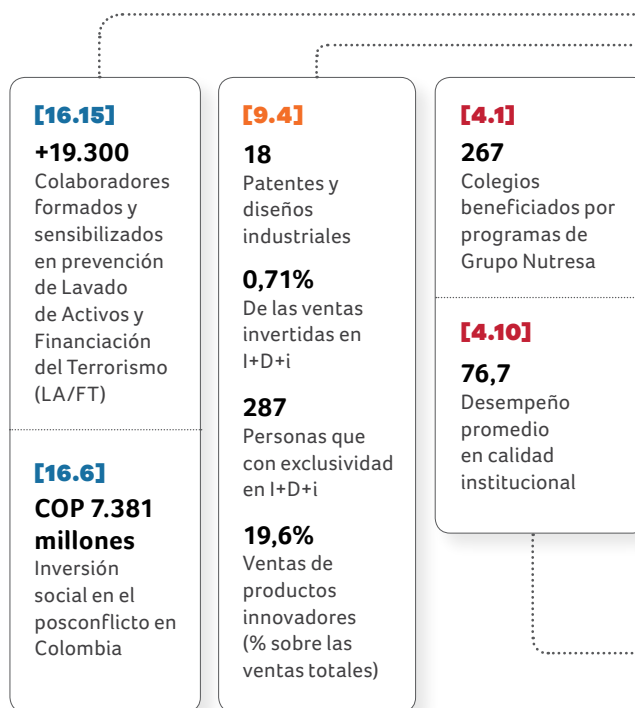 [16.15]
+19.300
Colaboradores
formados y
sensibilizados
en prevención
de Lavado
de Activos y
Financiación
del Terrorismo
(LA/FT)
[16.6]
COP 7.381
millones
Inversión
social en el
posconflicto en
Colombia
[9.4]
18
Patentes y
diseños
industriales
0,71%
De las ventas
invertidas en
I+D+i
287
Personas que
con exclusividad
en I+D+i
19,6%
Ventas de
productos
innovadores
(% sobre las
ventas totales)
[4.1]
267
Colegios
beneficiados por
programas de
Grupo Nutresa
[4.10]
76,7
Desempeño
promedio
en calidad
institucional